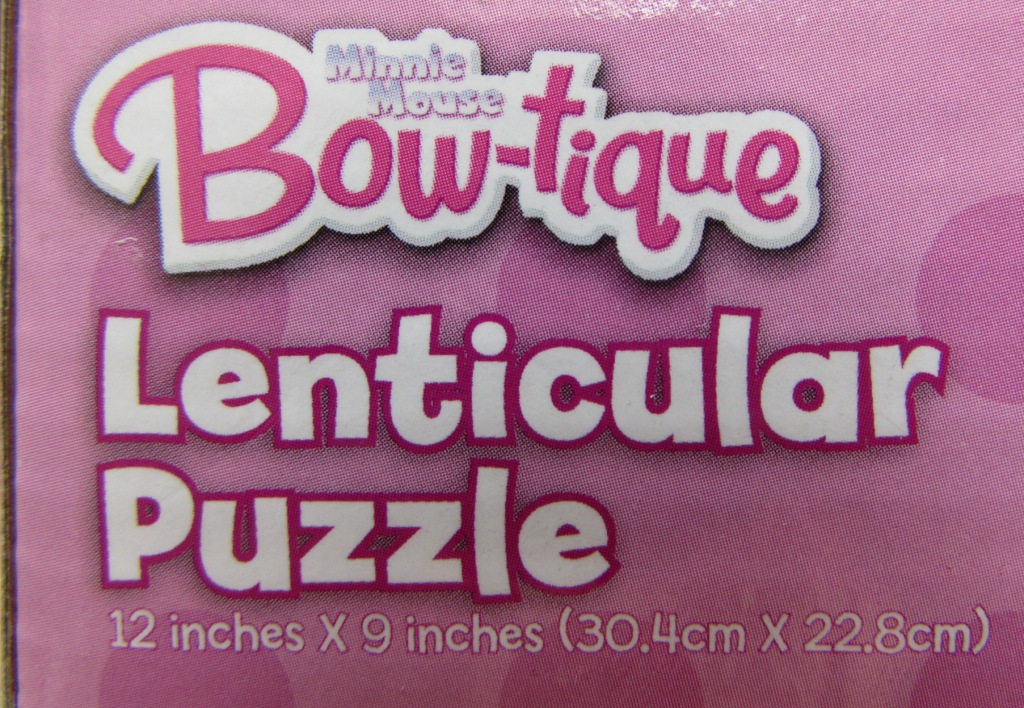 Minnie
Mouse
Bow-tique
Lenticular
Puzzle
12 inches X 9 inches (30.4cm X 22.8cm)